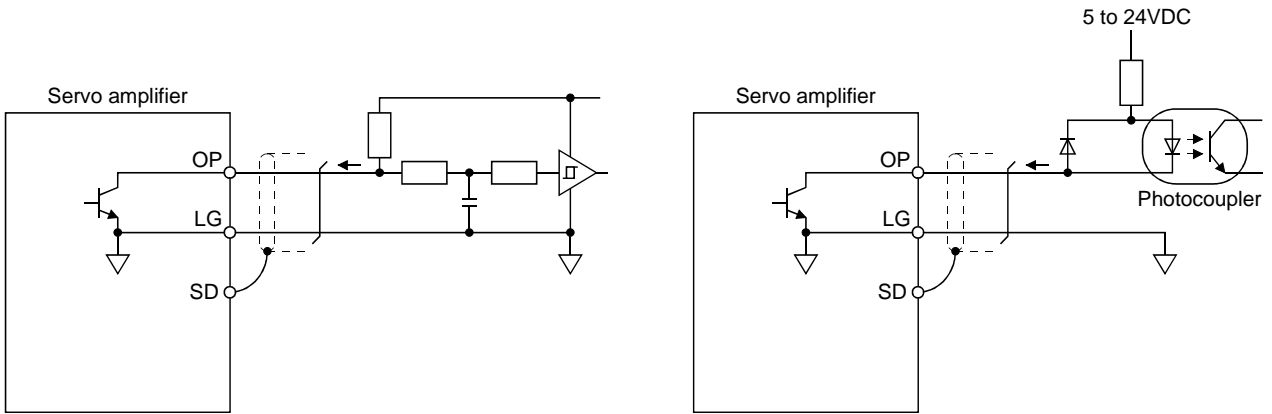 Servo amplifier
OP
LG
SD
5 to 24VDC
Servo amplifier
OP
LG
SD
Photocoupler